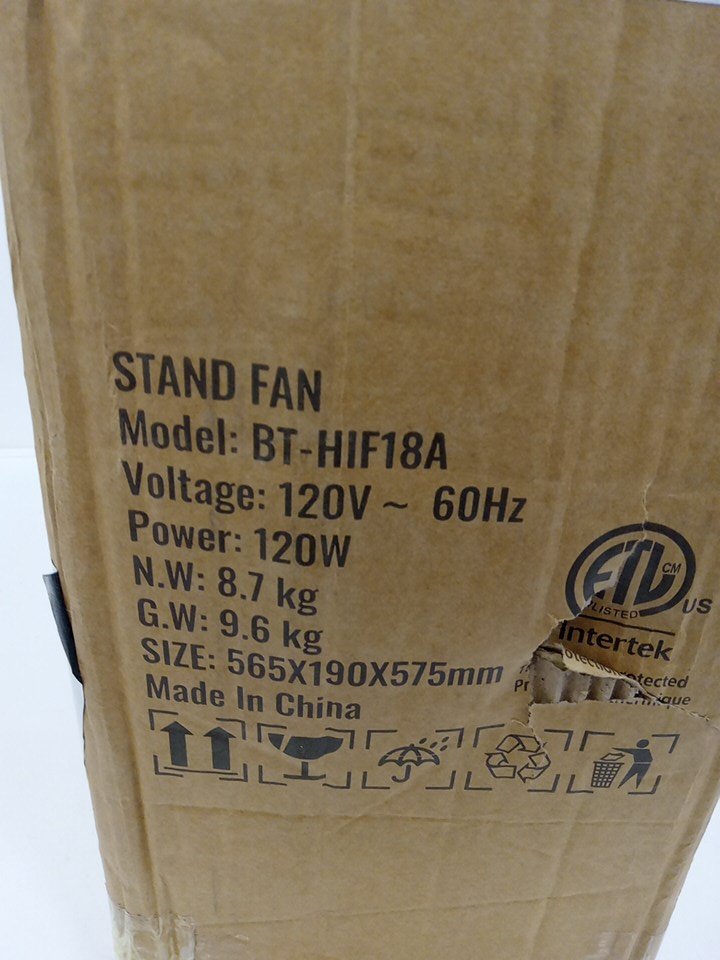 STAND FAN
Model: BT-HIF18A
Voltage: 120V ~ 60Hz
Power: 120W
N.W: 8.7 kg
G.W: 9.6 kg
SIZE: 565X190X575mm
Made In China
ETL CM
LISTED US
Intertek